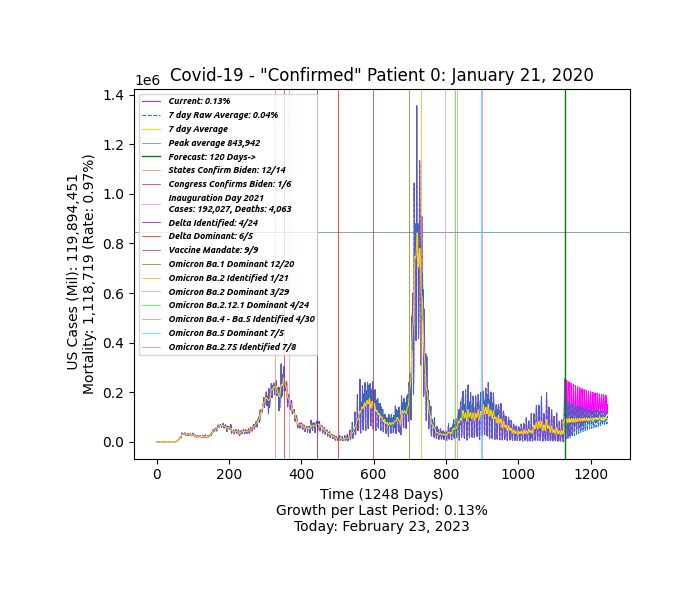 Covid-19 - "Confirmed" Patient 0: January 21, 2020
1e6
1.4
1.2
1.0
0.8
0.6
0.4
0.2
0.0
US Cases (Mil): 119,894,451
Mortality: 1,118,719 (Rate: 0.97%)
Current: 0.13%
7 day Raw Average: 0.04%
7 day Average
Peak average 843,942
Forecast: 120 Days->
States Confirm Biden: 12/14
Congress Confirms Biden: 1/6
Inauguration Day 2021
Cases: 192,027, Deaths: 4,063
Delta Identified: 4/24
Delta Dominant: 6/5
Vaccine Mandate: 9/9
Omicron Ba.1 Dominant 12/20
Omicron Ba.2 Identified 1/21
Omicron Ba.2 Dominant 3/29
Omicron Ba.2.12.1 Dominant 4/24
Omicron Ba.4 - Ba.5 Identified 4/30
Omicron Ba.5 Dominant 7/5
Omicron Ba.2.75 Identified 7/8
0 200 400 600 800 1000 1200
Time (1248 Days)
Growth per Last Period: 0.13%
Today: February 23, 2023